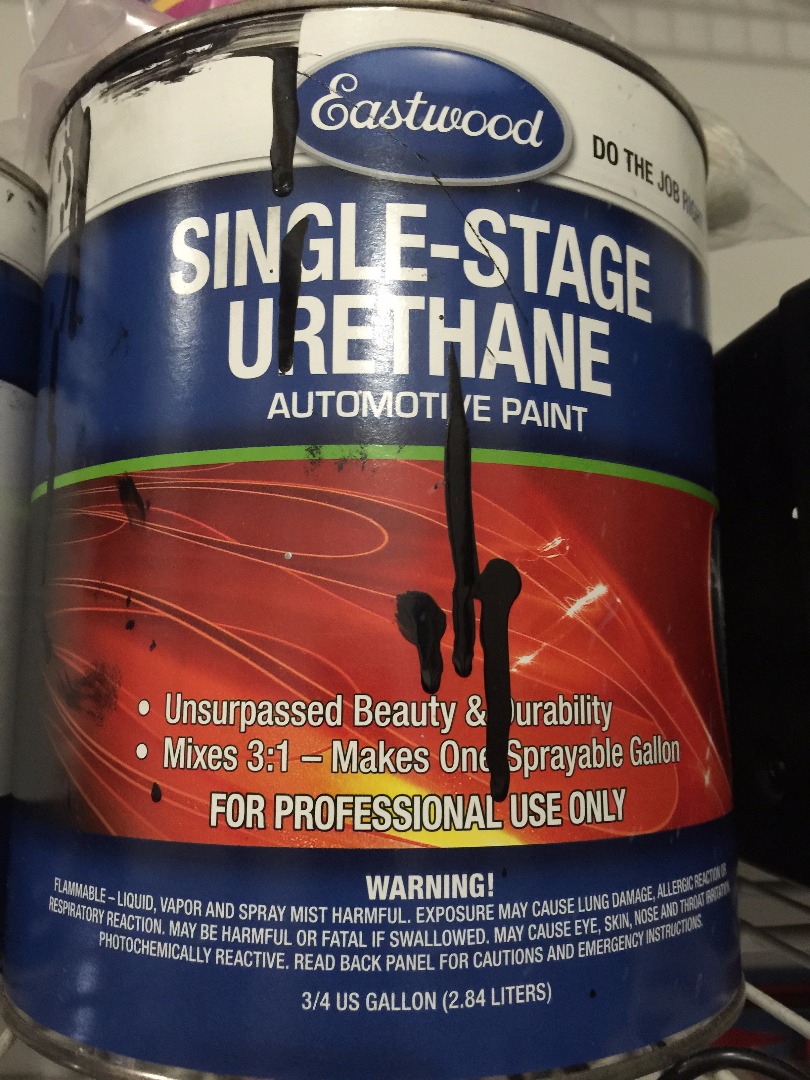 Eastwood
DO THE JOB RIGHT
SINGLE-STAGE
URETHANE
AUTOMOTIVE PAINT
• Unsurpassed Beauty & Durability
• Mixes 3:1 – Makes One Sprayable Gallon
FOR PROFESSIONAL USE ONLY
WARNING!
FLAMMABLE – LIQUID, VAPOR AND SPRAY MIST HARMFUL. EXPOSURE MAY CAUSE LUNG DAMAGE, ALLERGIC REACTION OR
RESPIRATORY REACTION. MAY BE HARMFUL OR FATAL IF SWALLOWED. MAY CAUSE EYE, SKIN, NOSE AND THROAT IRRITATION.
PHOTOCHEMICALLY REACTIVE. READ BACK PANEL FOR CAUTIONS AND EMERGENCY INSTRUCTIONS.
3/4 US GALLON (2.84 LITERS)